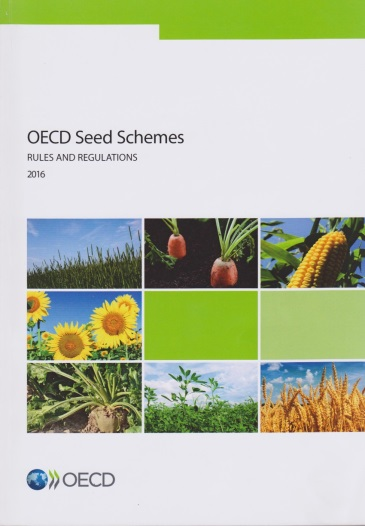 OECD Seed Schemes
RULES AND REGULATIONS
2016
OECD